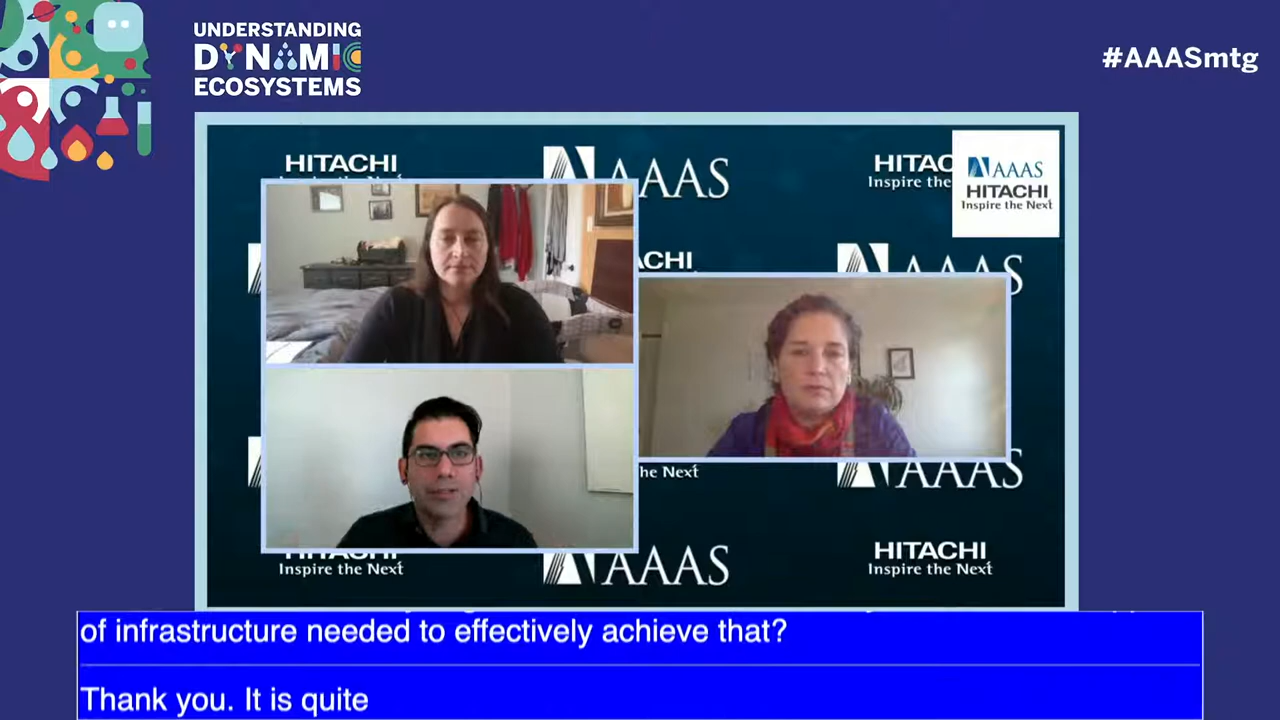 UNDERSTANDING
DYNAMIC
ECOSYSTEMS
#AAASmtg
HITACHI
AAAS
HITAC
Inspire the
AAAS
HITACHI
Inspire the Next
ACHI
AAAS
he Next
AAAS
HITACHI
Inspire the Next
AAAS
HITACHI
Inspire the Next
of infrastructure needed to effectively achieve that?
Thank you. It is quite